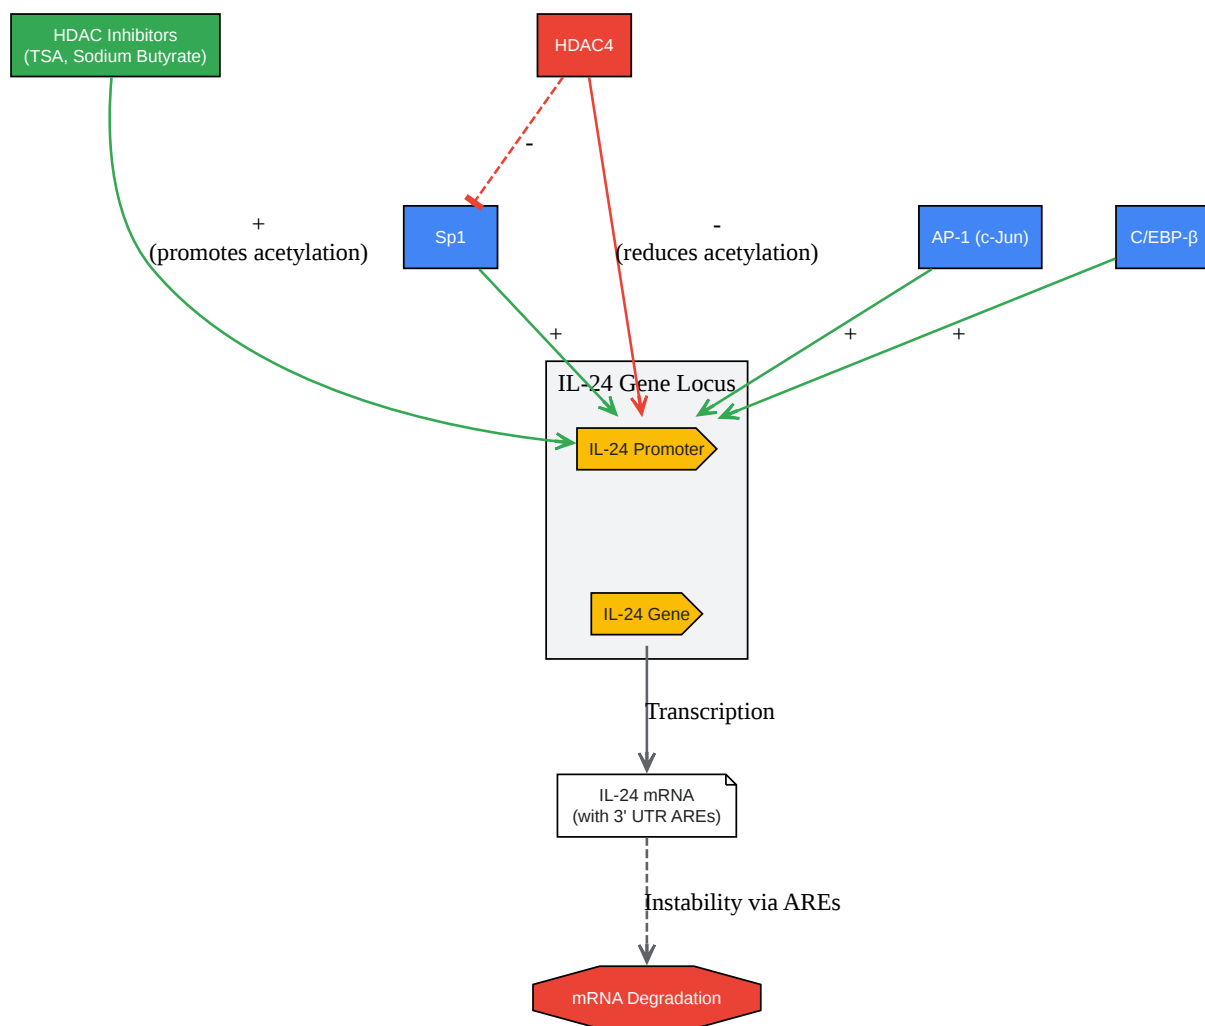 HDAC Inhibitors
(TSA, Sodium Butyrate)
HDAC4
-
+
(promotes acetylation)
Sp1
-
(reduces acetylation)
AP-1 (c-Jun)
C/EBP-β
+
+
+
IL-24 Gene Locus
IL-24 Promoter
IL-24 Gene
Transcription
IL-24 mRNA
(with 3' UTR AREs)
Instability via AREs
mRNA Degradation